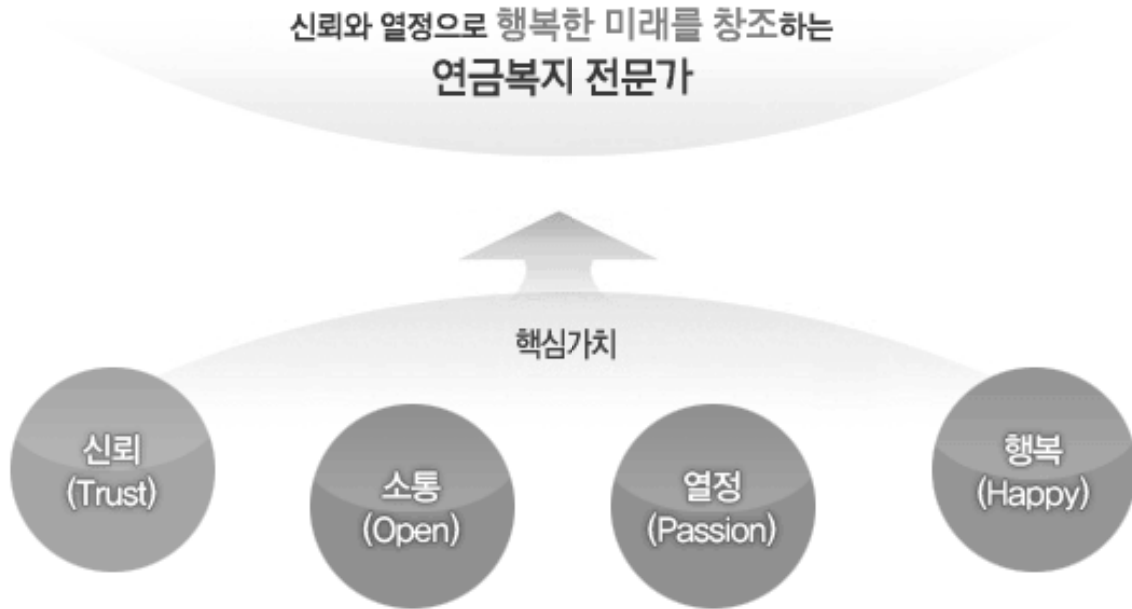 신뢰와 열정으로 행복한 미래를 창조하는
연금복지 전문가
핵심가치
신뢰
(Trust)
소통
(Open)
열정
(Passion)
행복
(Happy)